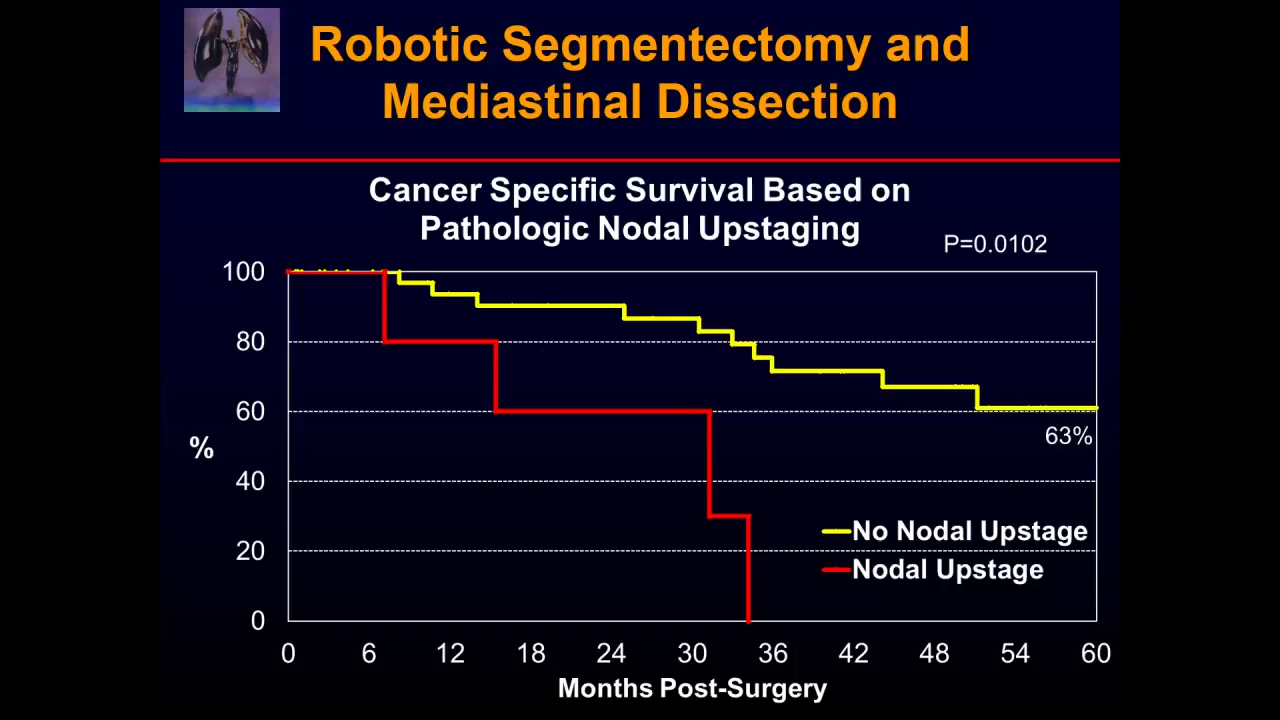 Robotic Segmentectomy and
Mediastinal Dissection
Cancer Specific Survival Based on
Pathologic Nodal Upstaging
P=0.0102
100
80
60
40
20
0
%
63%
No Nodal Upstage
Nodal Upstage
0 6 12 18 24 30 36 42 48 54 60
Months Post-Surgery